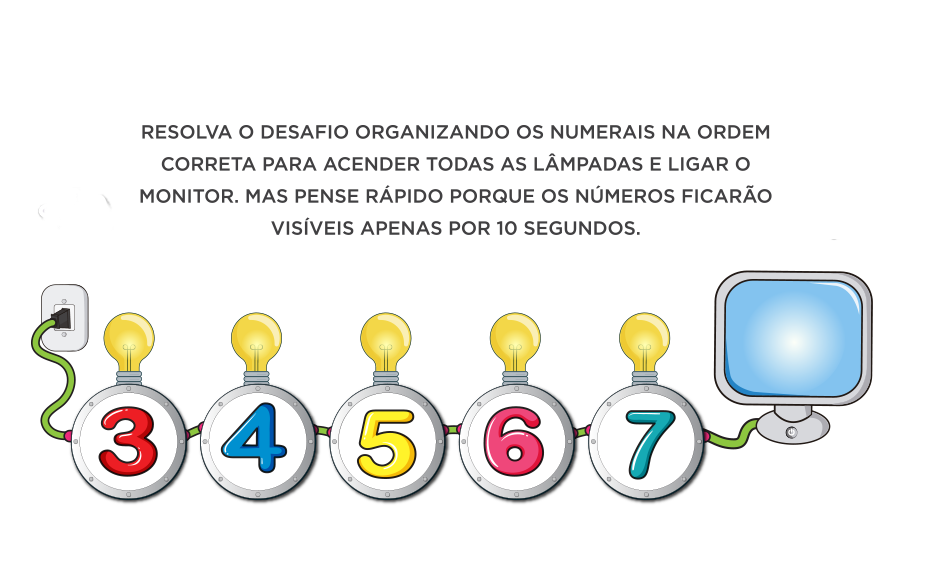 RESOLVA O DESAFIO ORGANIZANDO OS NUMERAIS NA ORDEM
CORRETA PARA ACENDER TODAS AS LÂMPADAS E LIGAR O
MONITOR. MAS PENSE RÁPIDO PORQUE OS NÚMEROS FICARÃO
VISÍVEIS APENAS POR 10 SEGUNDOS.
3 4 5 6 7